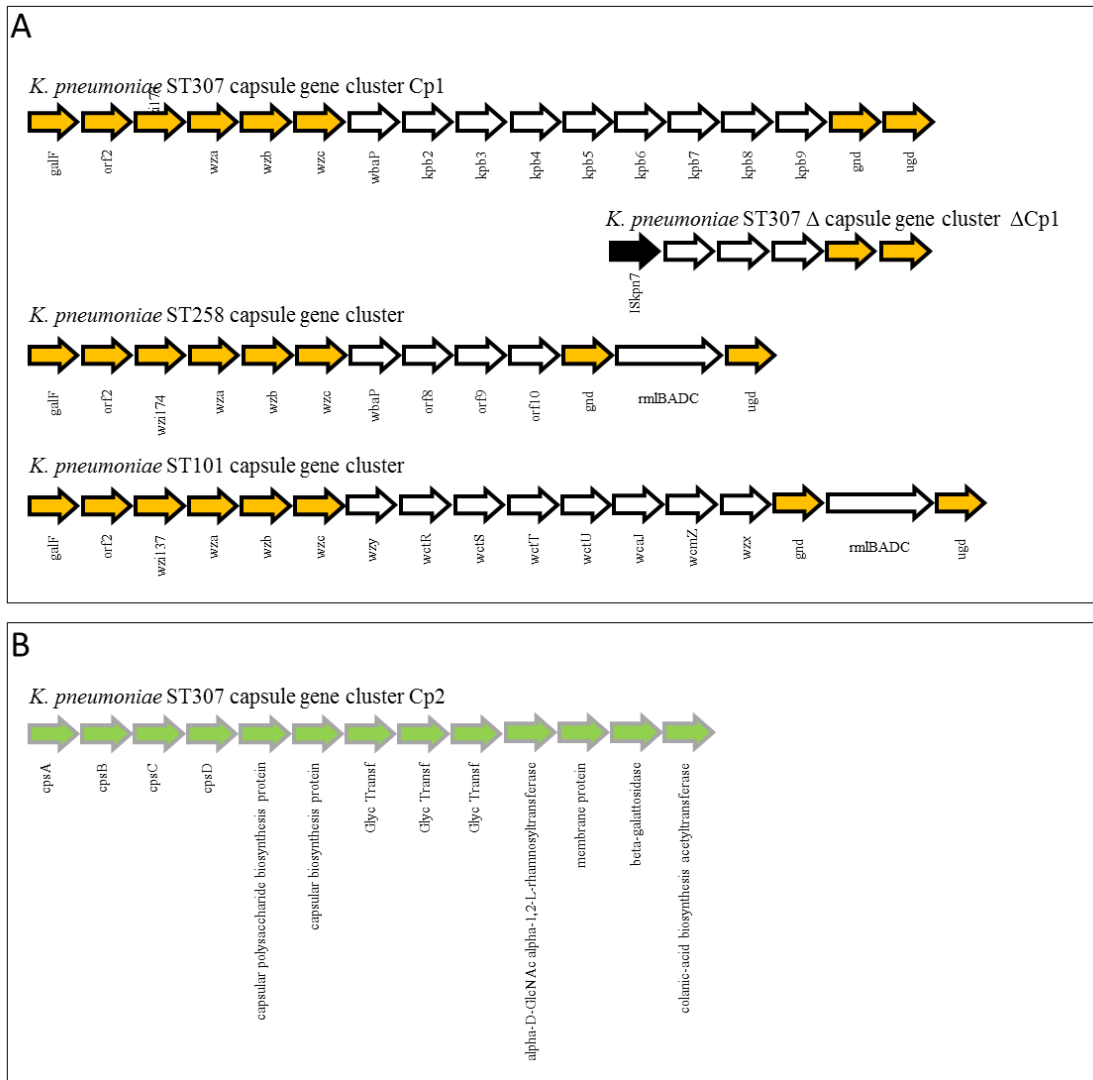 A
K. pneumoniae ST307 capsule gene cluster Cp1
galF orf2 wza wzb wzc wbaP kpb2 kpb3 kpb4 kpb5 kpb6 kpb7 kpb8 kpb9 gnd ugd
K. pneumoniae ST307 Δ capsule gene cluster ΔCp1
ISkpn7
K. pneumoniae ST258 capsule gene cluster
galF orf2 wzi174 wza wzb wzc wbaP orf8 orf9 orf10 gnd rmlBADC ugd
K. pneumoniae ST101 capsule gene cluster
galF orf2 wzi137 wza wzb wzc wzy wctR wctS wctT wctU wcaJ wcmZ wzx gnd rmlBADC ugd
B
K. pneumoniae ST307 capsule gene cluster Cp2
cpsA
cpsB
cpsC
cpsD
capsular polysaccharide biosynthesis protein
capsular biosynthesis protein
Glyc Transf
Glyc Transf
Glyc Transf
alpha-D-GlcNAc alpha-1,2-L-rhamnosyltransferase
membrane protein
beta-galattosidase
colanic-acid biosynthesis acetyltransferase